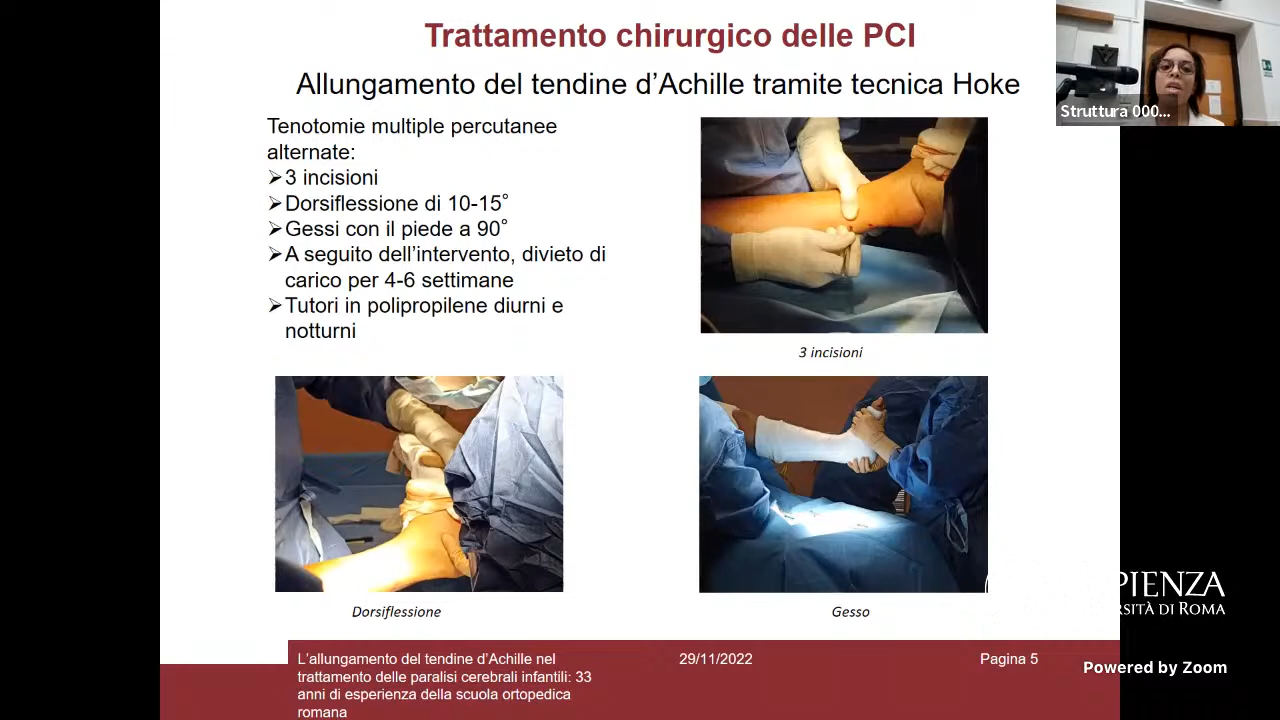 Trattamento chirurgico delle PCI
Allungamento del tendine d’Achille tramite tecnica Hoke
Tenotomie multiple percutanee
alternate:
➢3 incisioni
➢Dorsiflessione di 10-15°
➢Gessi con il piede a 90°
➢A seguito dell’intervento, divieto di
carico per 4-6 settimane
➢Tutori in polipropilene diurni e
notturni
Struttura 000...
3 incisioni
Dorsiflessione
Gesso
PIENZA
RSITÀ DI ROMA
L’allungamento del tendine d’Achille nel
trattamento delle paralisi cerebrali infantili: 33
anni di esperienza della scuola ortopedica
romana
29/11/2022
Pagina 5
Powered by Zoom